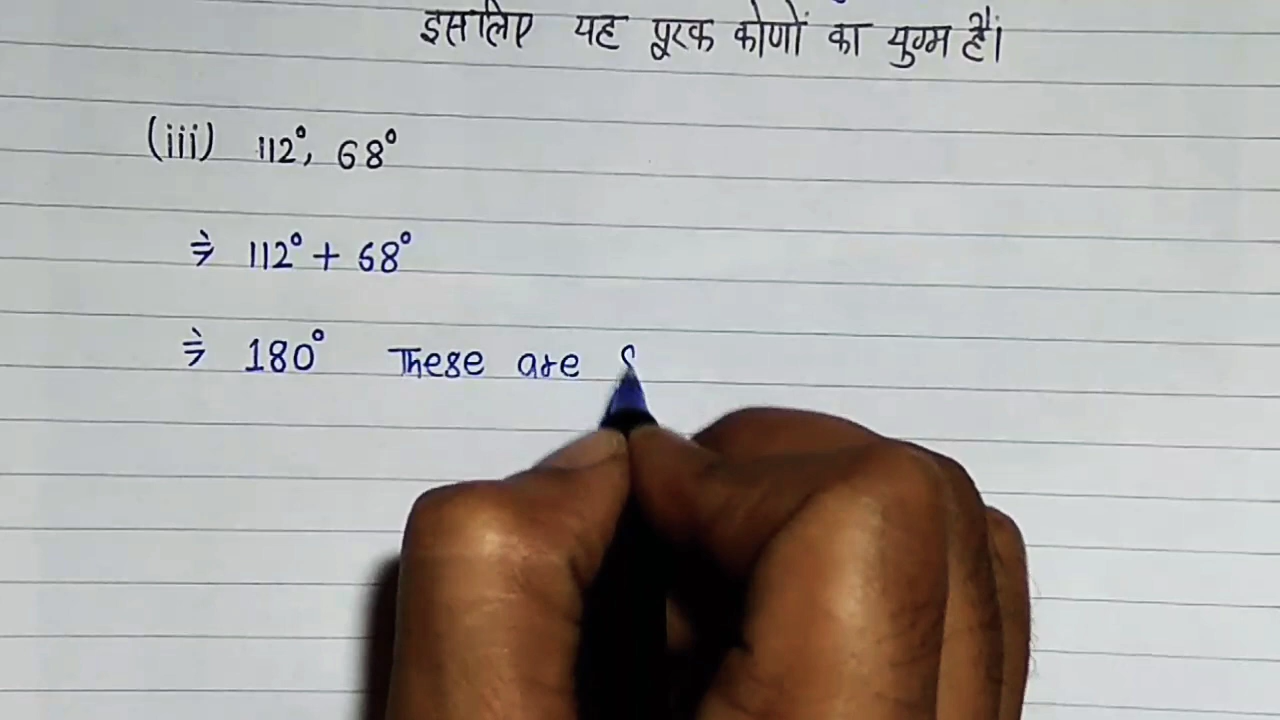 इसलिए यह पूरक कोणों का युग्म हैं।
(iii) 112°, 68°
⇒ 112° + 68°
⇒ 180° These are S